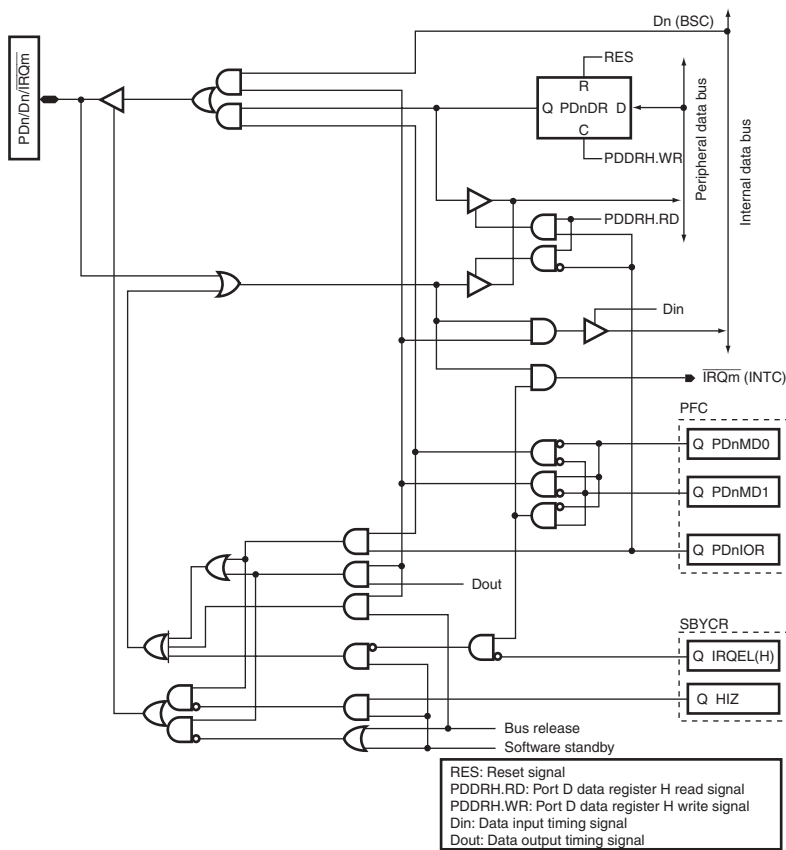 Dn (BSC)
RES
R
Q PDnDR D
C
PDDRH.WR
PDn/Dn/IRQm
Peripheral data bus
Internal data bus
PDDRH.RD
Din
IRQm (INTC)
PFC
Q PDnMD0
Q PDnMD1
Q PDnIOR
Dout
SBYCR
Q IRQEL(H)
Q HIZ
Bus release
Software standby
RES: Reset signal
PDDRH.RD: Port D data register H read signal
PDDRH.WR: Port D data register H write signal
Din: Data input timing signal
Dout: Data output timing signal